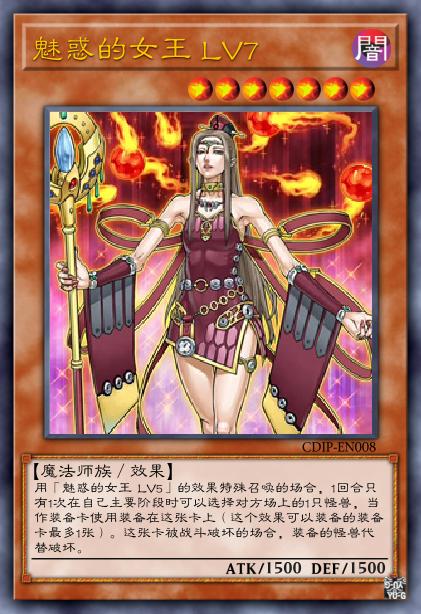 魅惑的女王 LV7
闇
CDIP-EN008
【魔法师族／效果】
用「魅惑的女王 LV5」的效果特殊召唤的场合，1回合只
有1次在自己主要阶段时可以选择对方场上的1只怪兽，当
作装备卡使用装备在这张卡上（这个效果可以装备的装备
卡最多1张）。这张卡被战斗破坏的场合，装备的怪兽代
替破坏。
ATK/1500 DEF/1500